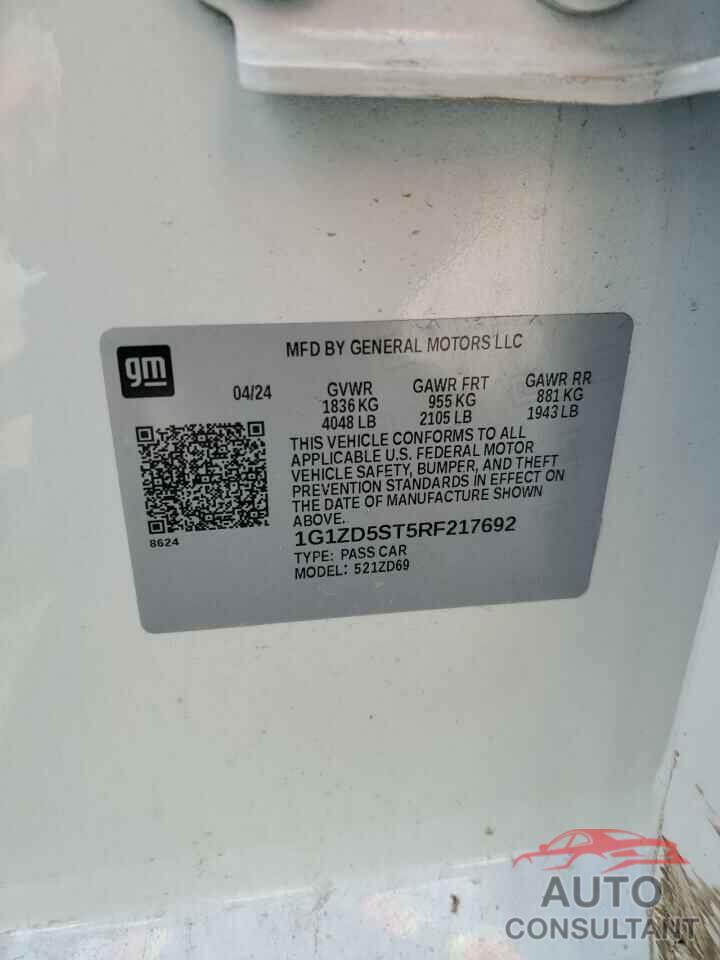 gm
MFD BY GENERAL MOTORS LLC
04/24
GVWR GAWR FRT GAWR RR
1836 KG 955 KG 881 KG
4048 LB 2105 LB 1943 LB
THIS VEHICLE CONFORMS TO ALL
APPLICABLE U.S. FEDERAL MOTOR
VEHICLE SAFETY, BUMPER, AND THEFT
PREVENTION STANDARDS IN EFFECT ON
THE DATE OF MANUFACTURE SHOWN
ABOVE.
8624
1G1ZD5ST5RF217692
TYPE: PASS CAR
MODEL: 521ZD69
AUTO
CONSULTANT